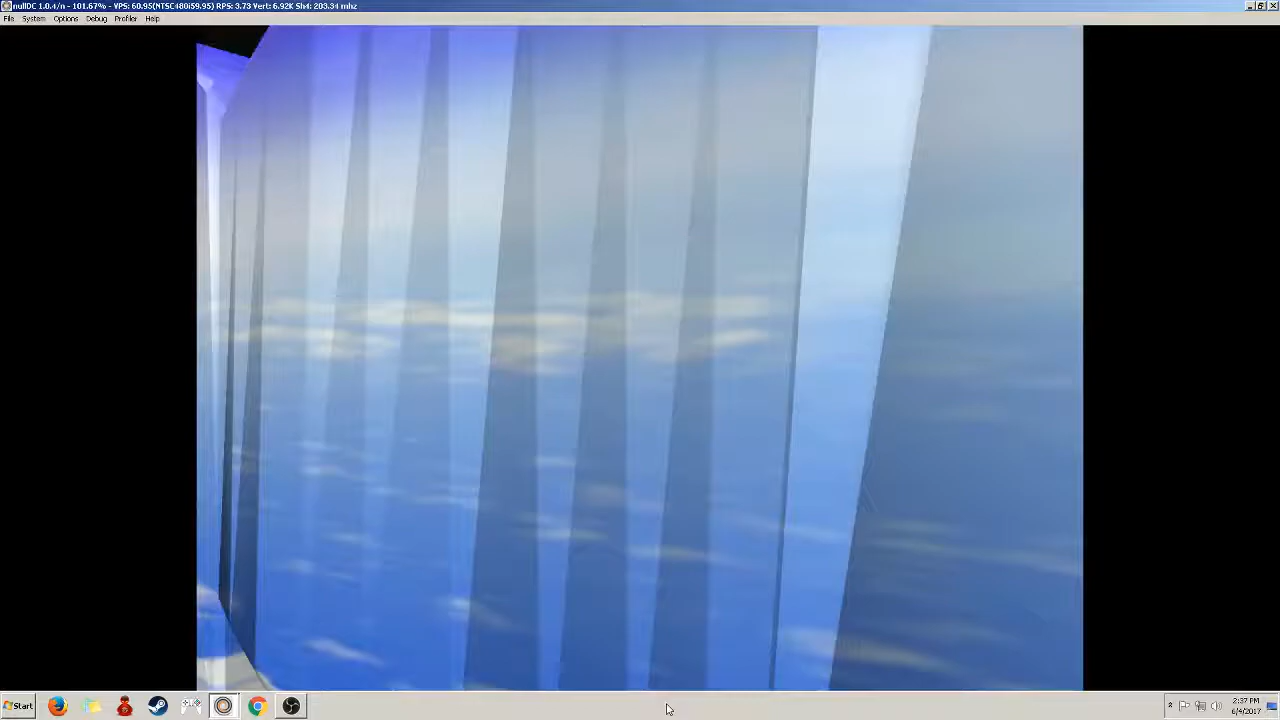 nullDC 1.0.4/n - 101.67% - VPS: 60.95(NTSC480i59.95) RPS: 3.73 Vert: 6.92K Sh4: 203.34 mhz
File System Options Debug Profiler Help
Start
2:37 PM
6/9/2017